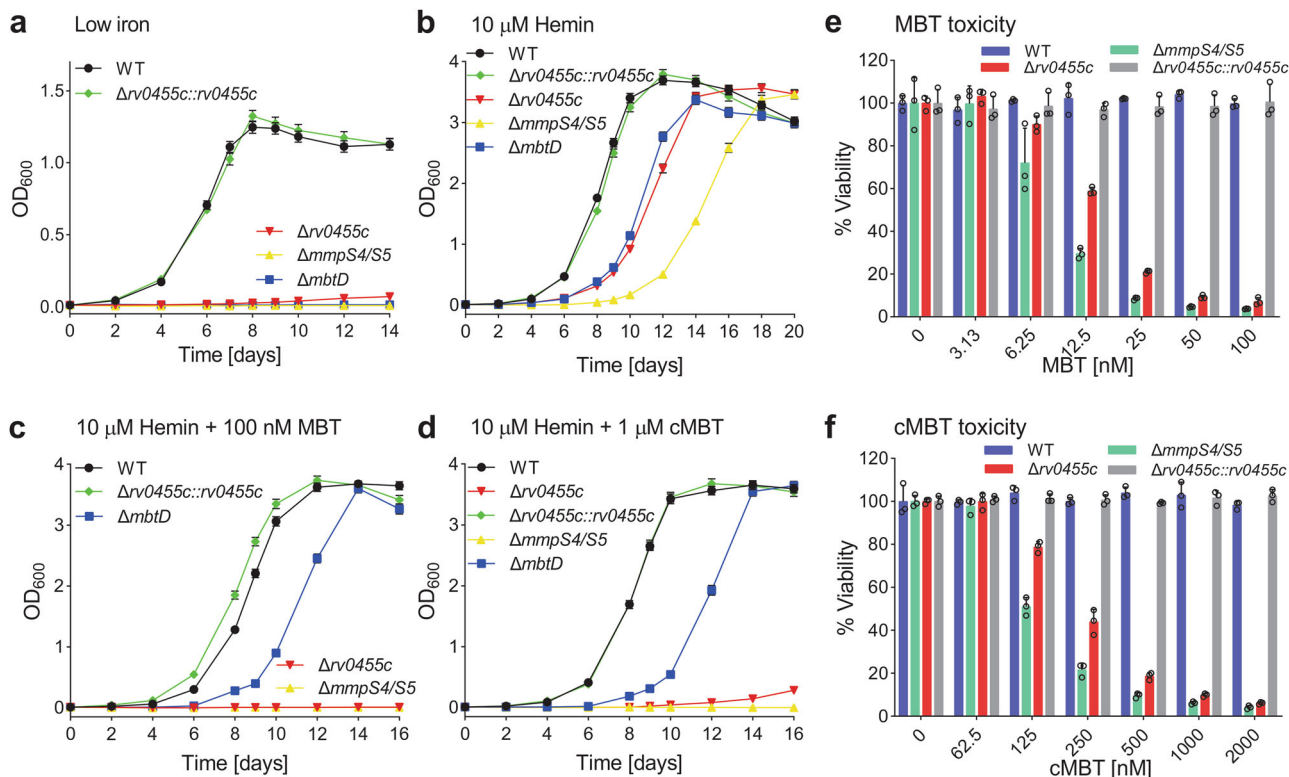 a Low iron
WT
Δrv0455c::rv0455c
Δrv0455c
ΔmmpS4/S5
ΔmbtD
OD600
1.5
1.0
0.5
0.0
0 2 4 6 8 10 12 14
Time [days]
b 10 μM Hemin
WT
Δrv0455c::rv0455c
Δrv0455c
ΔmmpS4/S5
ΔmbtD
OD600
4
3
2
1
0
0 2 4 6 8 10 12 14 16 18 20
Time [days]
c 10 μM Hemin + 100 nM MBT
WT
Δrv0455c::rv0455c
ΔmbtD
Δrv0455c
ΔmmpS4/S5
OD600
4
3
2
1
0
0 2 4 6 8 10 12 14 16
Time [days]
d 10 μM Hemin + 1 μM cMBT
WT
Δrv0455c
Δrv0455c::rv0455c
ΔmmpS4/S5
ΔmbtD
OD600
4
3
2
1
0
0 2 4 6 8 10 12 14 16
Time [days]
e MBT toxicity
WT ΔmmpS4/S5
Δrv0455c Δrv0455c::rv0455c
% Viability
120
100
80
60
40
20
0
0 3.13 6.25 12.5 25 50 100
MBT [nM]
f cMBT toxicity
WT ΔmmpS4/S5
Δrv0455c Δrv0455c::rv0455c
% Viability
120
100
80
60
40
20
0
0 62.5 125 250 500 1000 2000
cMBT [nM]